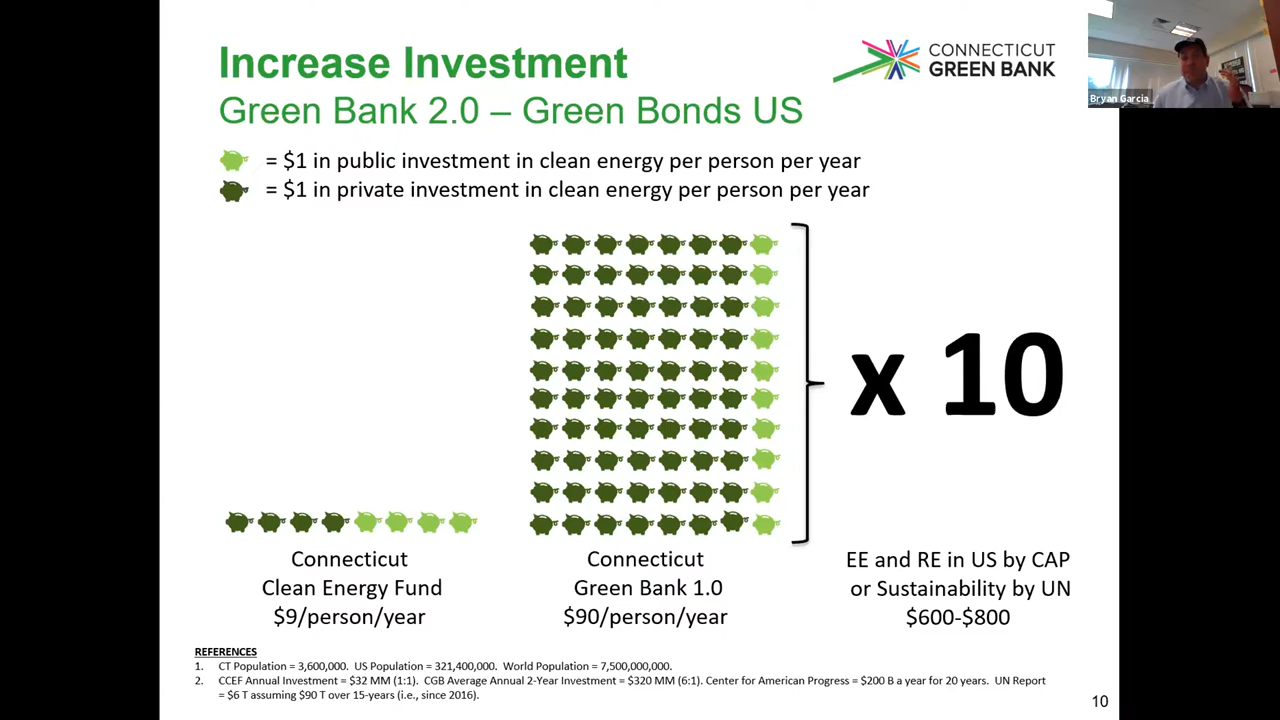 Increase Investment
Green Bank 2.0 – Green Bonds US
CONNECTICUT
GREEN BANK
Bryan Garcia
= $1 in public investment in clean energy per person per year
= $1 in private investment in clean energy per person per year
x 10
Connecticut
Clean Energy Fund
$9/person/year
Connecticut
Green Bank 1.0
$90/person/year
EE and RE in US by CAP
or Sustainability by UN
$600-$800
REFERENCES
1. CT Population = 3,600,000. US Population = 321,400,000. World Population = 7,500,000,000.
2. CCEF Annual Investment = $32 MM (1:1). CGB Average Annual 2-Year Investment = $320 MM (6:1). Center for American Progress = $200 B a year for 20 years. UN Report
= $6 T assuming $90 T over 15-years (i.e., since 2016).
10